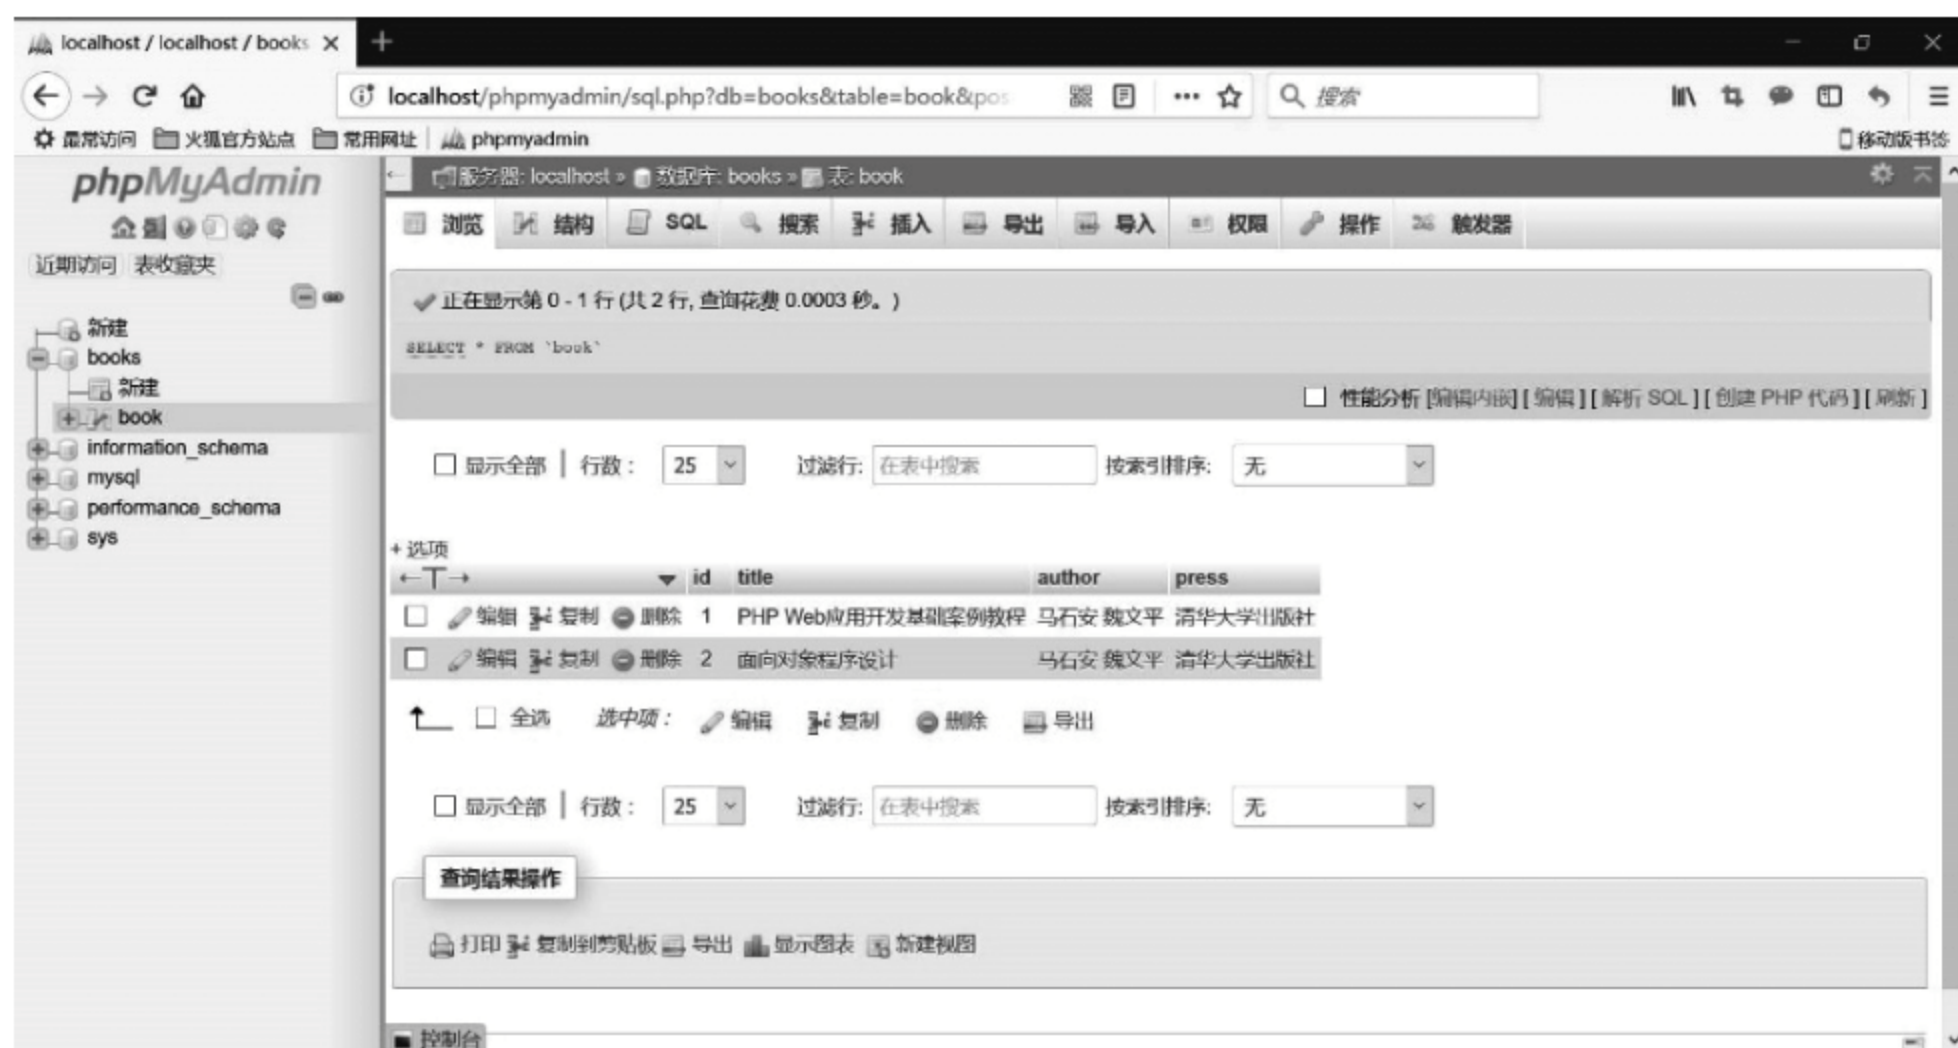 localhost / localhost / books
localhost/phpmyadmin/sql.php?db=books&table=book&pos
搜索
最常访问 火狐官方站点 常用网址 phpmyadmin
移动版书签
phpMyAdmin
近期访问 表收藏夹
新建
books
新建
book
information_schema
mysql
performance_schema
sys
服务器: localhost » 数据库: books » 表: book
浏览 结构 SQL 搜索 插入 导出 导入 权限 操作 触发器
正在显示第 0 - 1 行 (共 2 行, 查询花费 0.0003 秒。)
SELECT * FROM `book`
性能分析 [编辑内嵌] [ 编辑 ] [ 解析 SQL ] [ 创建 PHP 代码 ] [ 刷新 ]
显示全部 | 行数: 25 过滤行: 在表中搜索 按索引排序: 无
+ 选项
←T→ id title author press
编辑 复制 删除 1 PHP Web应用开发基础案例教程 马石安 魏文平 清华大学出版社
编辑 复制 删除 2 面向对象程序设计 马石安 魏文平 清华大学出版社
全选 选中项: 编辑 复制 删除 导出
显示全部 | 行数: 25 过滤行: 在表中搜索 按索引排序: 无
查询结果操作
打印 复制到剪贴板 导出 显示图表 新建视图
控制台